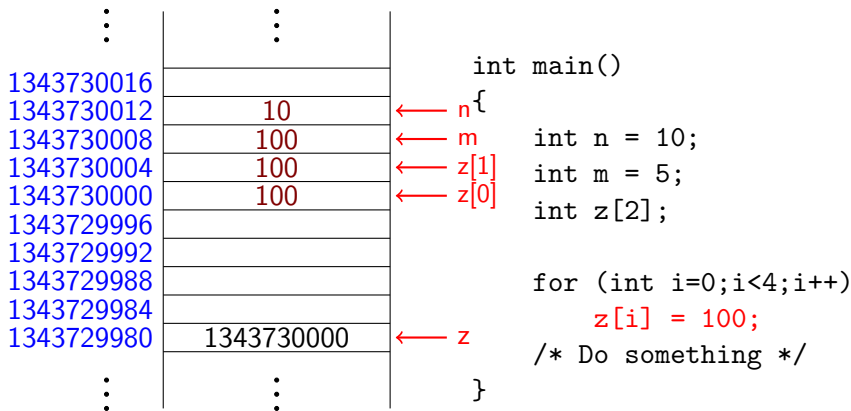 ⋮ ⋮
1343730016
1343730012 10 ← n
1343730008 100 ← m
1343730004 100 ← z[1]
1343730000 100 ← z[0]
1343729996
1343729992
1343729988
1343729984
1343729980 1343730000 ← z
⋮ ⋮
int main()
{
int n = 10;
int m = 5;
int z[2];
for (int i=0;i<4;i++)
z[i] = 100;
/* Do something */
}